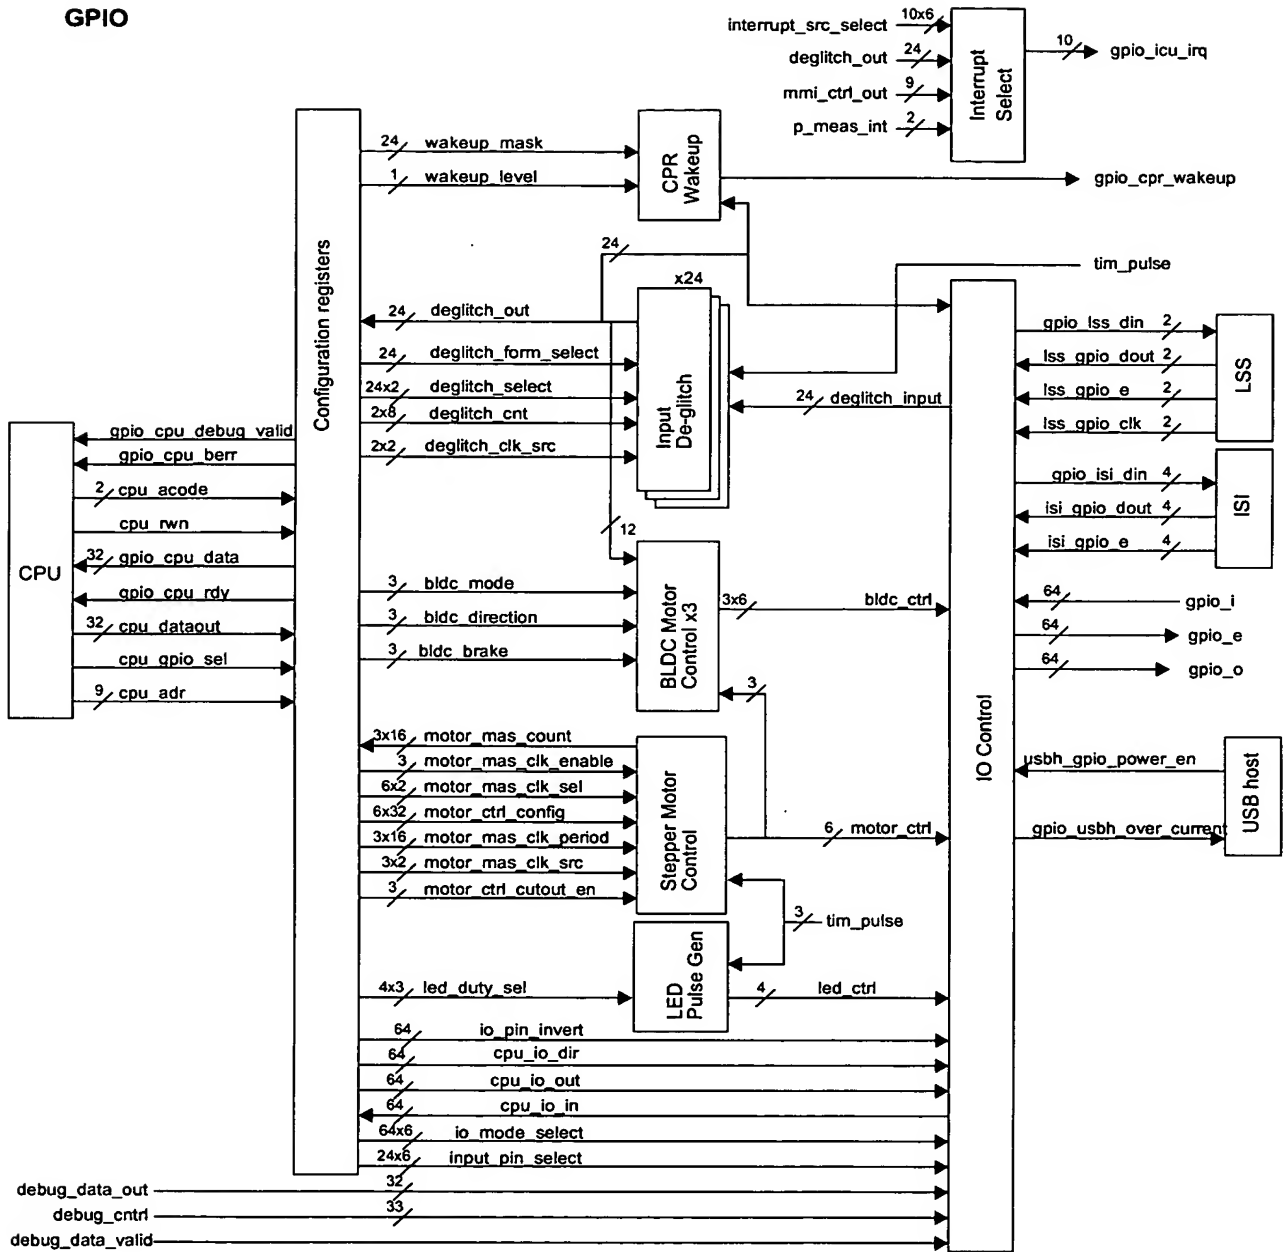 GPIO
interrupt_src_select 10x6
deglitch_out 24
mmi_ctrl_out 9
p_meas_int 2
Interrupt Select
10 gpio_icu_irq
Configuration registers
24 wakeup_mask
1 wakeup_level
CPR Wakeup
gpio_cpr_wakeup
24
tim_pulse
x24
24 deglitch_out
24 deglitch_form_select
24x2 deglitch_select
2x8 deglitch_cnt
2x2 deglitch_clk_src
Input De-glitch
24 deglitch_input
12
CPU
gpio_cpu_debug_valid
gpio_cpu_berr
2 cpu_acode
cpu_rwn
32 gpio_cpu_data
gpio_cpu_rdy
32 cpu_dataout
cpu_gpio_sel
9 cpu_adr
3 bldc_mode
3 bldc_direction
3 bldc_brake
BLDC Motor Control x3
3x6 bldc_ctrl
3
3x16 motor_mas_count
3 motor_mas_clk_enable
6x2 motor_mas_clk_sel
6x32 motor_ctrl_config
3x16 motor_mas_clk_period
3x2 motor_mas_clk_src
3 motor_ctrl_cutout_en
Stepper Motor Control
6 motor_ctrl
3 tim_pulse
4x3 led_duty_sel
LED Pulse Gen
4 led_ctrl
64 io_pin_invert
64 cpu_io_dir
64 cpu_io_out
64 cpu_io_in
64x6 io_mode_select
24x6 input_pin_select
debug_data_out 32
debug_cntrl 33
debug_data_valid
IO Control
gpio_lss_din 2
lss_gpio_dout 2
lss_gpio_e 2
lss_gpio_clk 2
LSS
gpio_isi_din 4
isi_gpio_dout 4
isi_gpio_e 4
ISI
64 gpio_i
64 gpio_e
64 gpio_o
usbh_gpio_power_en
gpio_usbh_over_current
USB host